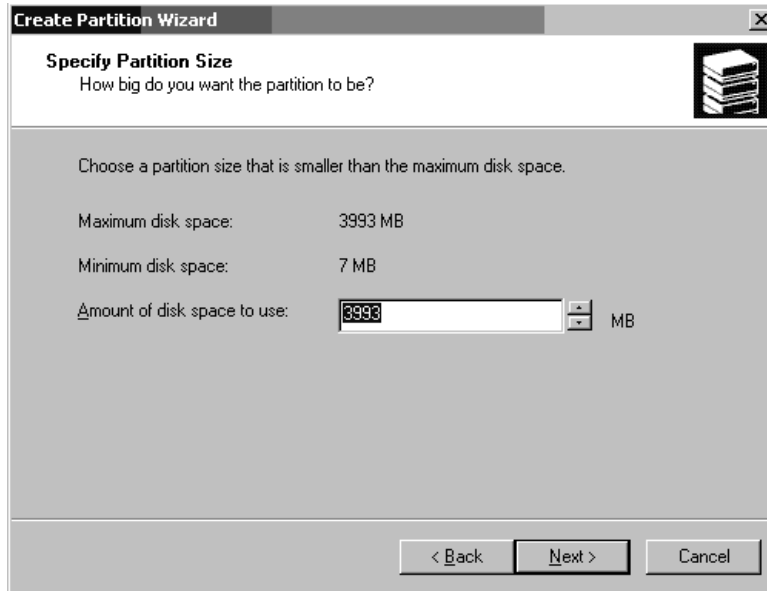 Create Partition Wizard
Specify Partition Size
How big do you want the partition to be?
Choose a partition size that is smaller than the maximum disk space.
Maximum disk space: 3993 MB
Minimum disk space: 7 MB
Amount of disk space to use: 3993 MB
< Back Next > Cancel